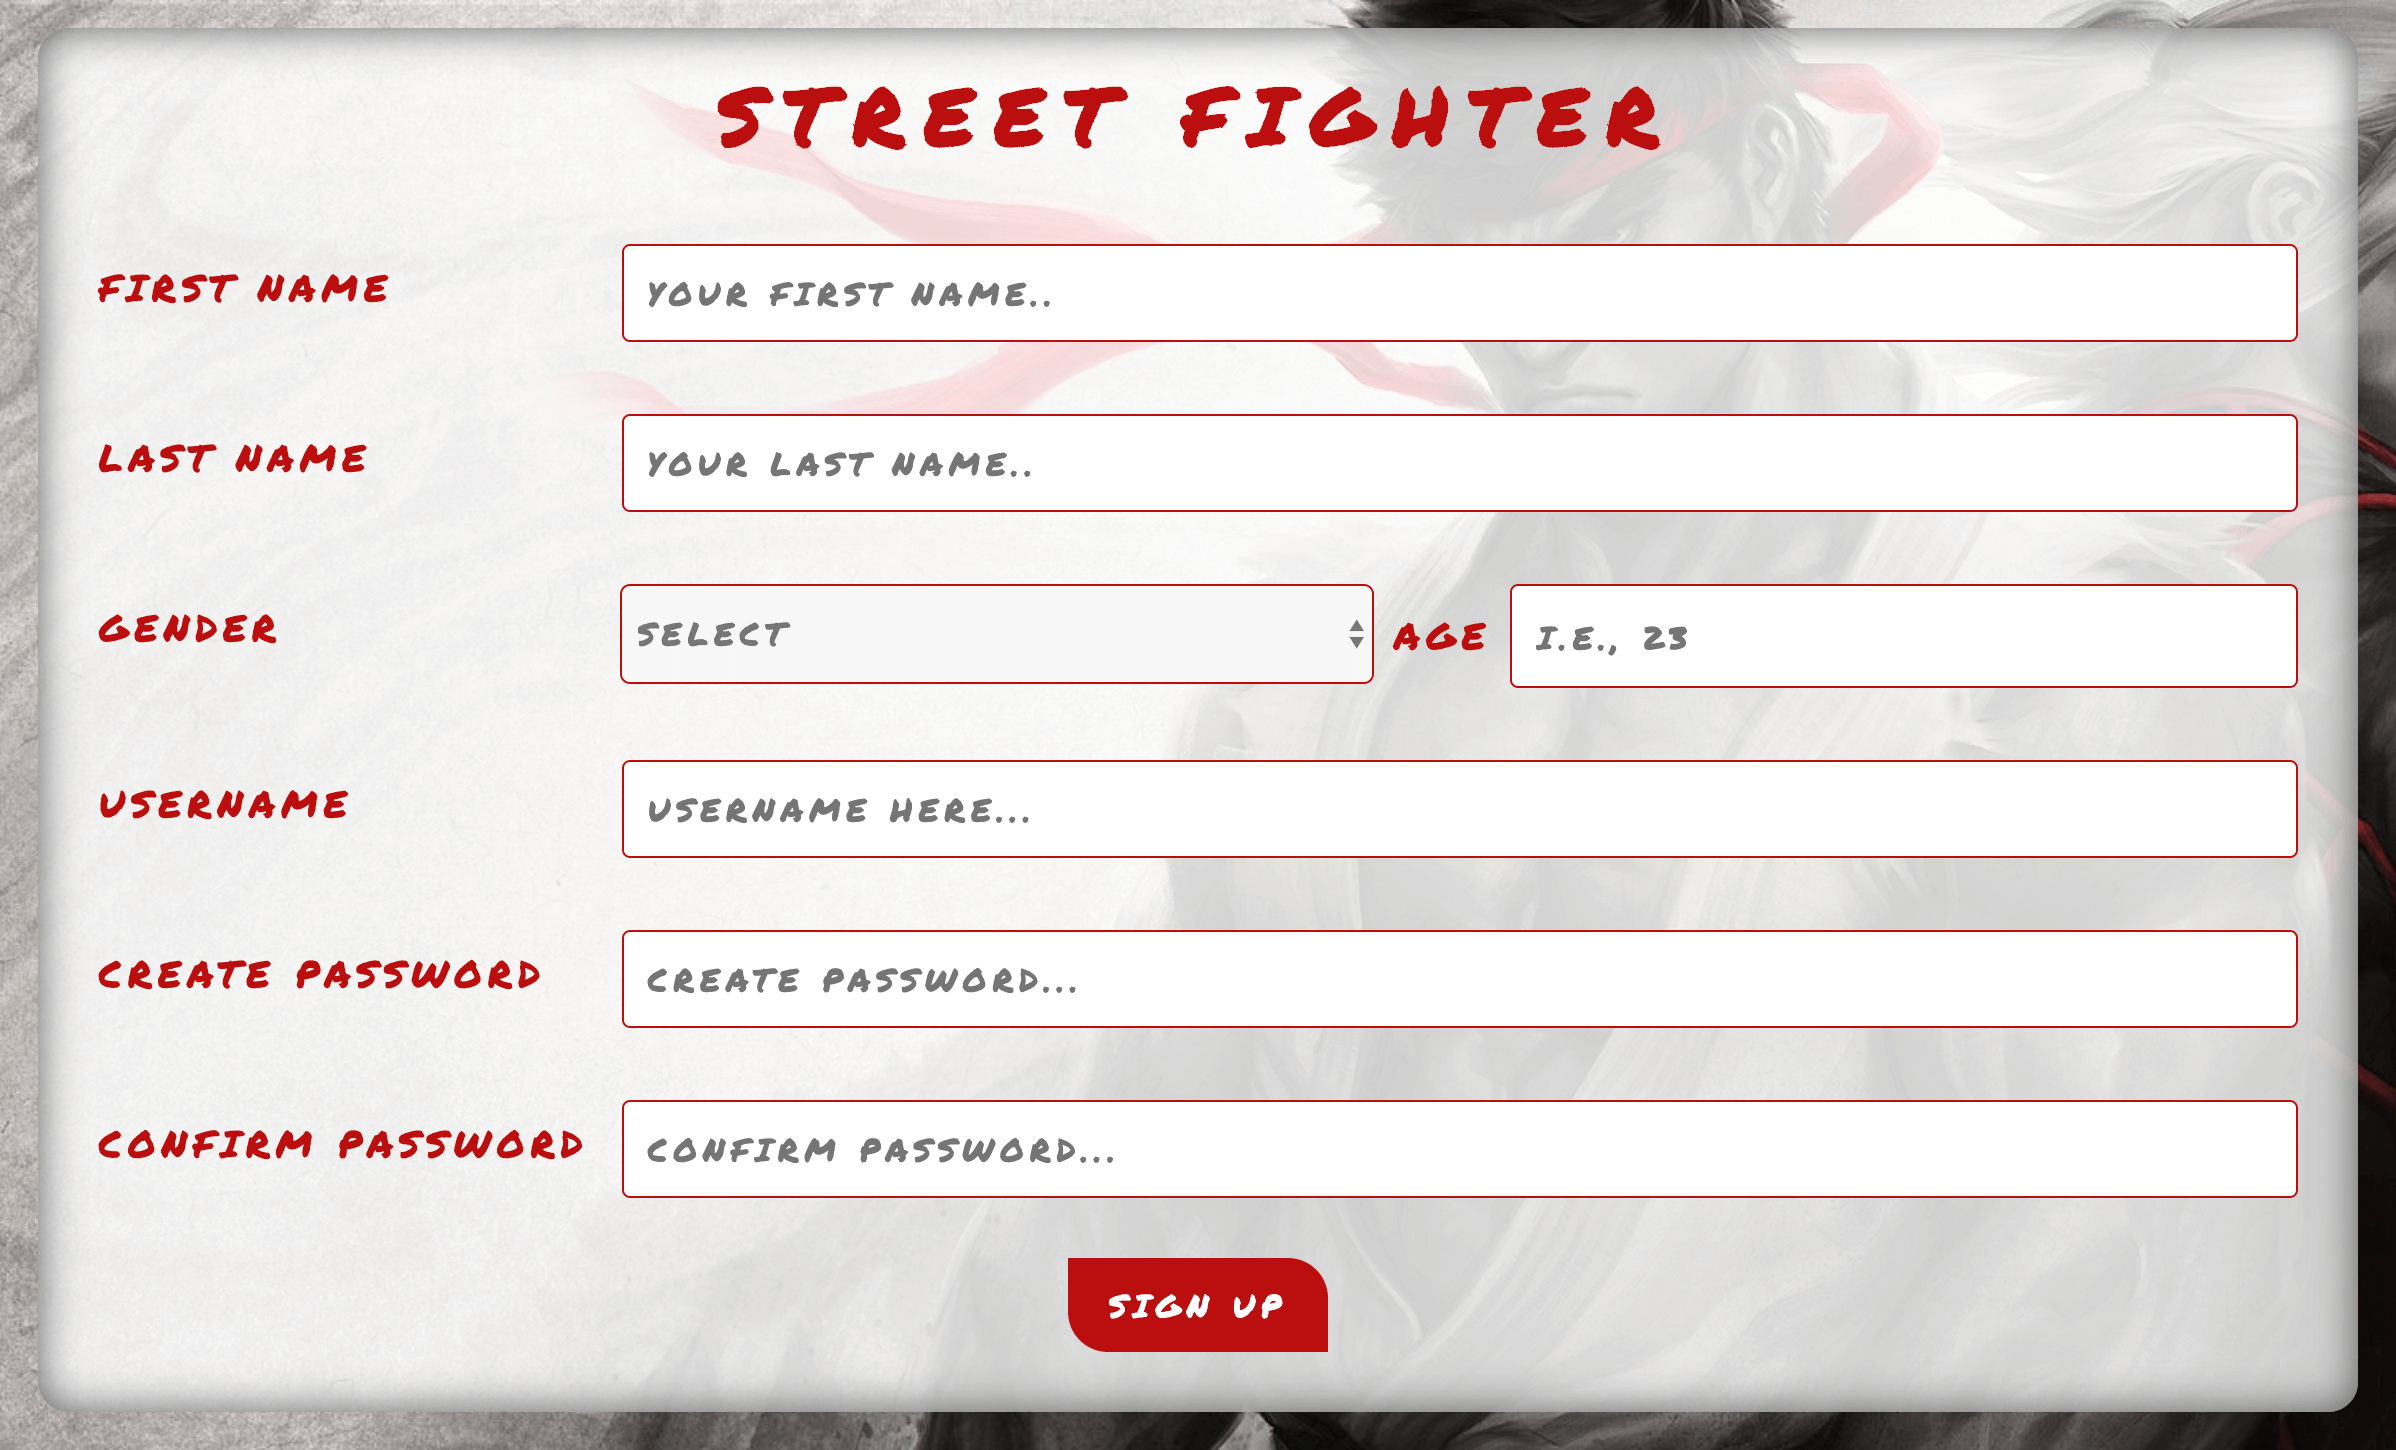 STREET FIGHTER
FIRST NAME
YOUR FIRST NAME..
LAST NAME
YOUR LAST NAME..
GENDER
SELECT
AGE
I.E., 23
USERNAME
USERNAME HERE...
CREATE PASSWORD
CREATE PASSWORD...
CONFIRM PASSWORD
CONFIRM PASSWORD...
SIGN UP